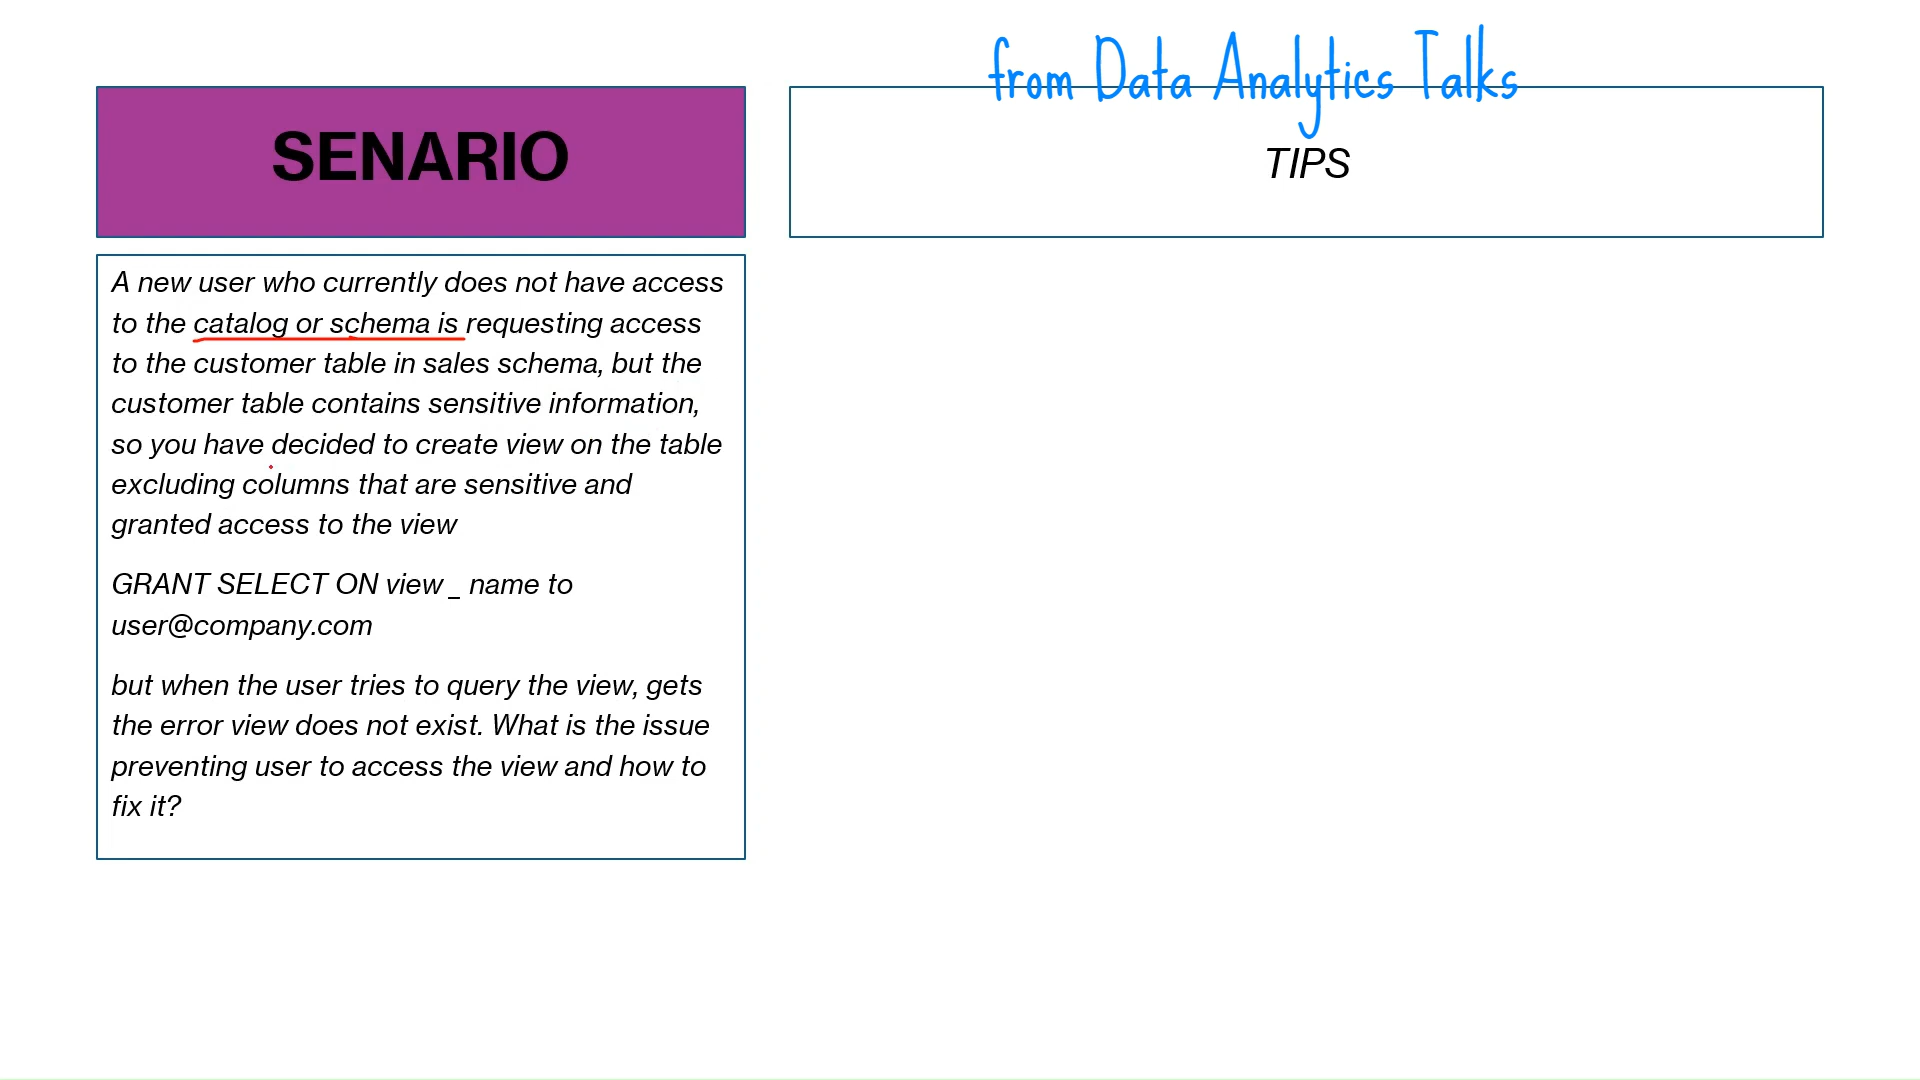 from Data Analytics Talks
SENARIO
TIPS
A new user who currently does not have access
to the catalog or schema is requesting access
to the customer table in sales schema, but the
customer table contains sensitive information,
so you have decided to create view on the table
excluding columns that are sensitive and
granted access to the view
GRANT SELECT ON view _ name to
user@company.com
but when the user tries to query the view, gets
the error view does not exist. What is the issue
preventing user to access the view and how to
fix it?